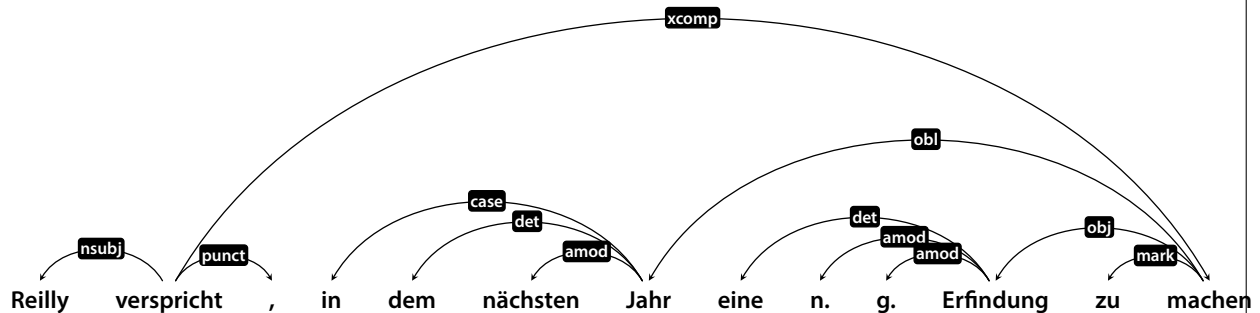 xcomp
obl
case
det
det
amod
obj
nsubj
punct
amod
amod
mark
Reilly verspricht , in dem nächsten Jahr eine n. g. Erfindung zu machen